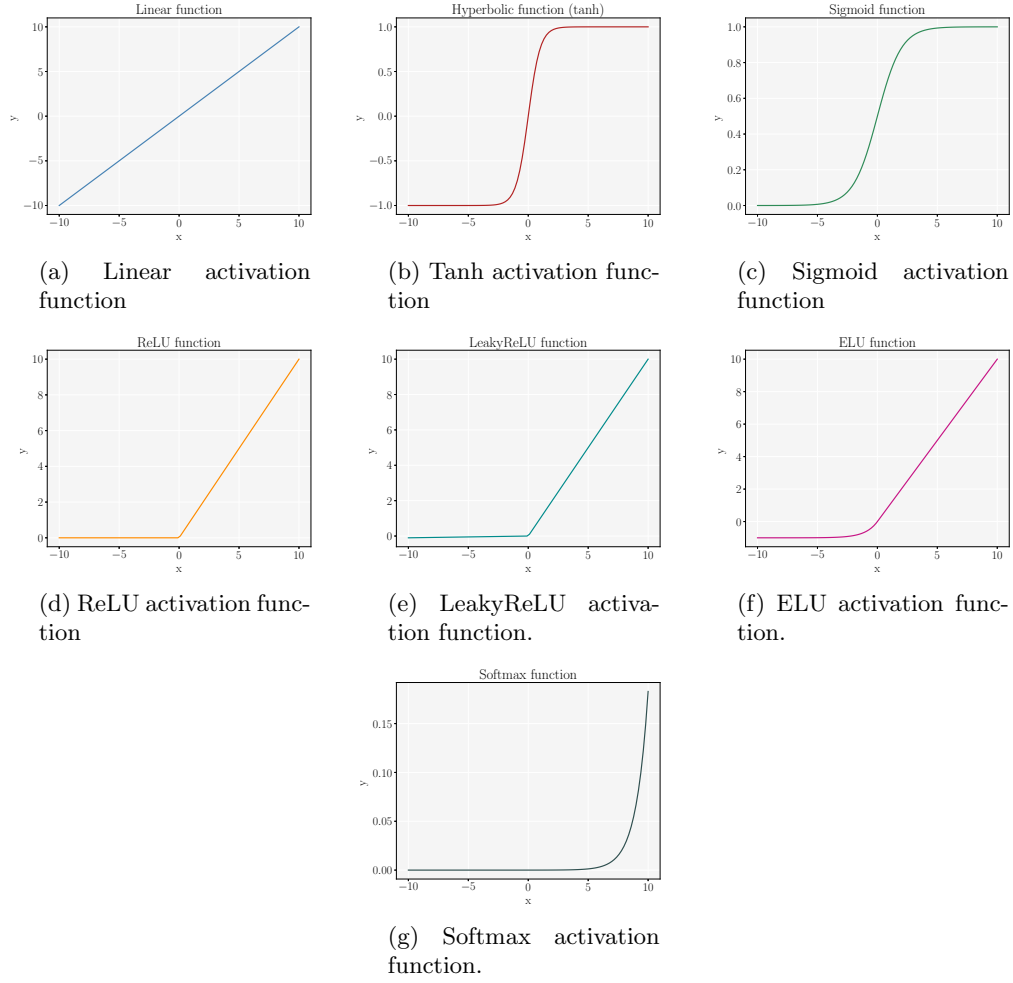 Linear function
10
5
0
−5
−10
y
−10
−5
0
5
10
x
(a) Linear activation
function
Hyperbolic function (tanh)
1.0
0.5
0.0
−0.5
−1.0
y
−10
−5
0
5
10
x
(b) Tanh activation func-
tion
Sigmoid function
1.0
0.8
0.6
0.4
0.2
0.0
y
−10
−5
0
5
10
x
(c) Sigmoid activation
function
ReLU function
10
8
6
4
2
0
y
−10
−5
0
5
10
x
(d) ReLU activation func-
tion
LeakyReLU function
10
8
6
4
2
0
y
−10
−5
0
5
10
x
(e) LeakyReLU activa-
tion function.
ELU function
10
8
6
4
2
0
y
−10
−5
0
5
10
x
(f) ELU activation func-
tion.
Softmax function
0.15
0.10
0.05
0.00
y
−10
−5
0
5
10
x
(g) Softmax activation
function.